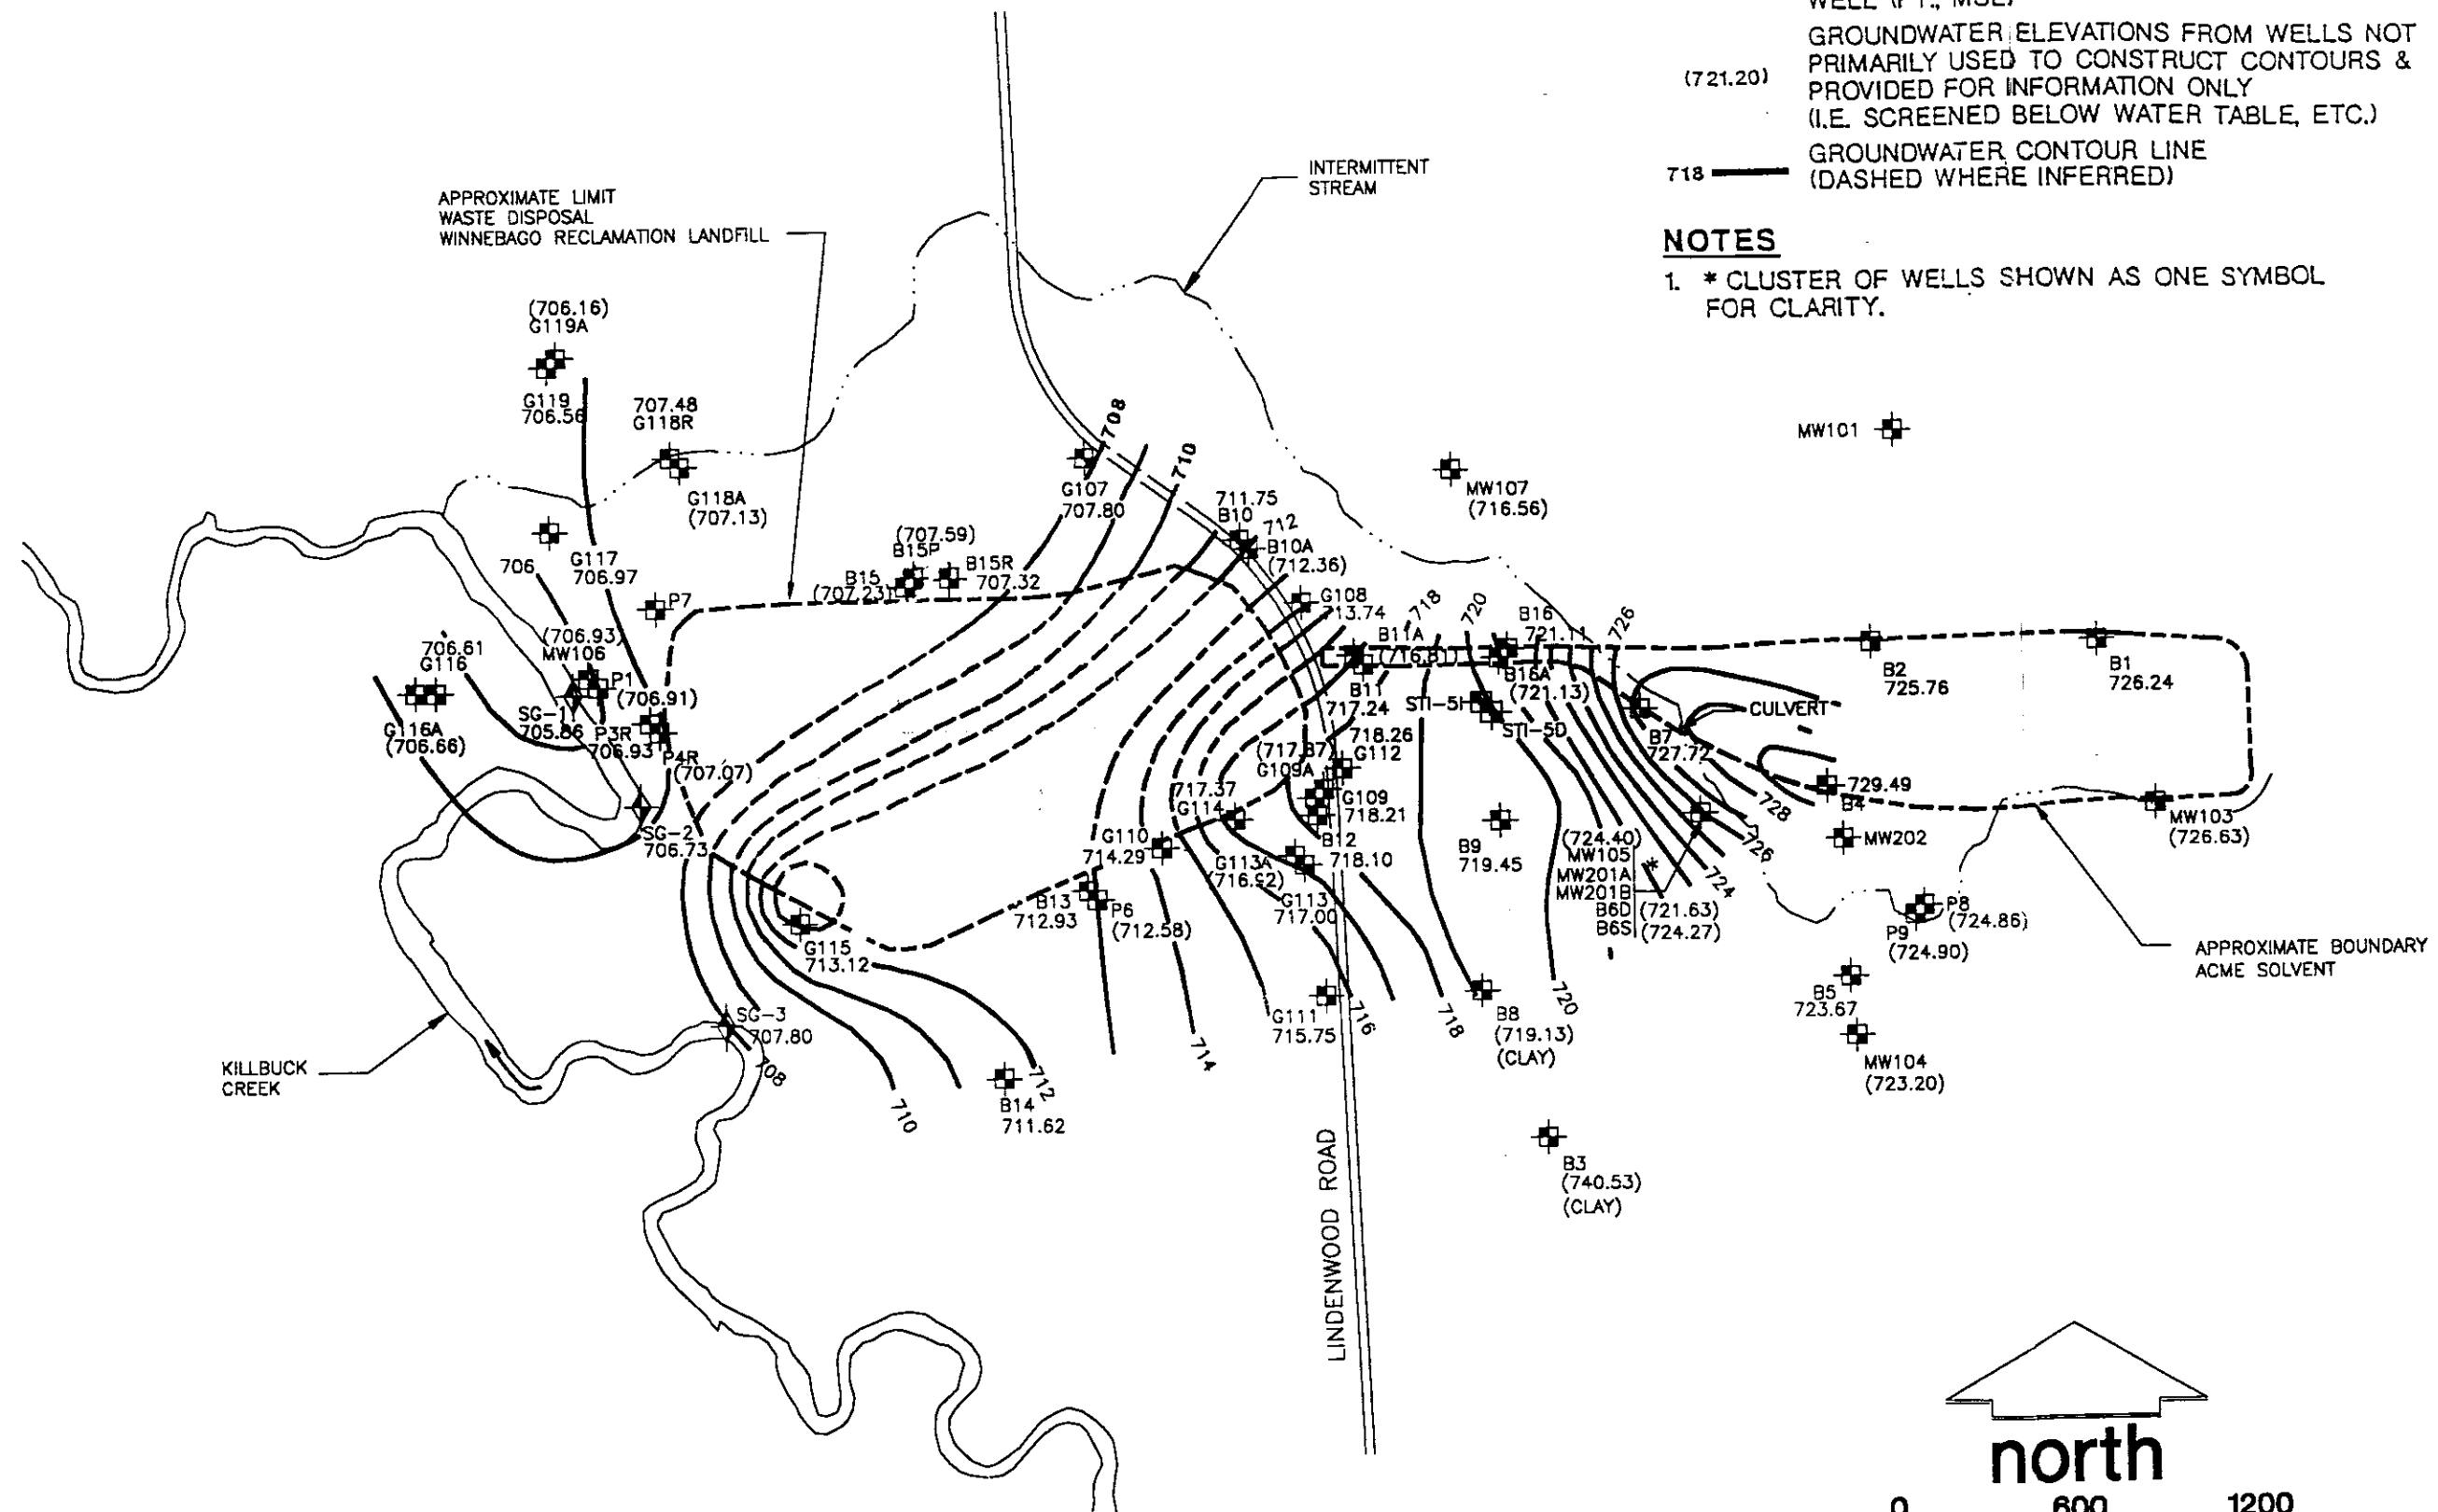 GROUNDWATER ELEVATIONS FROM WELLS NOT
PRIMARILY USED TO CONSTRUCT CONTOURS &
(721.20)
PROVIDED FOR INFORMATION ONLY
(I.E. SCREENED BELOW WATER TABLE, ETC.)
718
GROUNDWATER CONTOUR LINE
(DASHED WHERE INFERRED)
NOTES
1. * CLUSTER OF WELLS SHOWN AS ONE SYMBOL
FOR CLARITY.
INTERMITTENT
STREAM
APPROXIMATE LIMIT
WASTE DISPOSAL
WINNEBAGO RECLAMATION LANDFILL
(706.16)
G119A
G119
706.56
707.48
G118R
G118A
(707.13)
708
710
G107
707.80
711.75
B10
712
B10A
(712.36)
MW101
MW107
(716.56)
706
G117
706.97
(707.59)
B15P
B15
(707.23)
B15R
707.32
P7
G108
713.74
718
720
B16
721.11
726
B11A
(716.81)
B16A
(721.13)
B2
725.76
B1
726.24
706.61
G116
(706.93)
MW106
P1
(706.91)
G116A
(706.66)
SG-1
705.86
P3R
706.93
P4R
(707.07)
B11
717.24
STI-5I
STI-5D
CULVERT
B7
727.72
718.26
G112
(717.87)
G109A
G109
718.21
717.37
G114
729.49
B4
728
726
724
MW103
(726.63)
MW202
SG-2
706.73
G110
714.29
G113A
(716.92)
B12
718.10
B9
719.45
(724.40)
MW105
MW201A
MW201B
*
B6D
(721.63)
B6S
(724.27)
B13
712.93
P6
(712.58)
G113
717.00
P8
(724.86)
P9
(724.90)
G115
713.12
APPROXIMATE BOUNDARY
ACME SOLVENT
B5
723.67
MW104
(723.20)
G111
715.75
716
718
720
B8
(719.13)
(CLAY)
714
SG-3
707.80
708
710
712
B14
711.62
KILLBUCK
CREEK
B3
(740.53)
(CLAY)
LINDENWOOD ROAD
north
0 600 1200